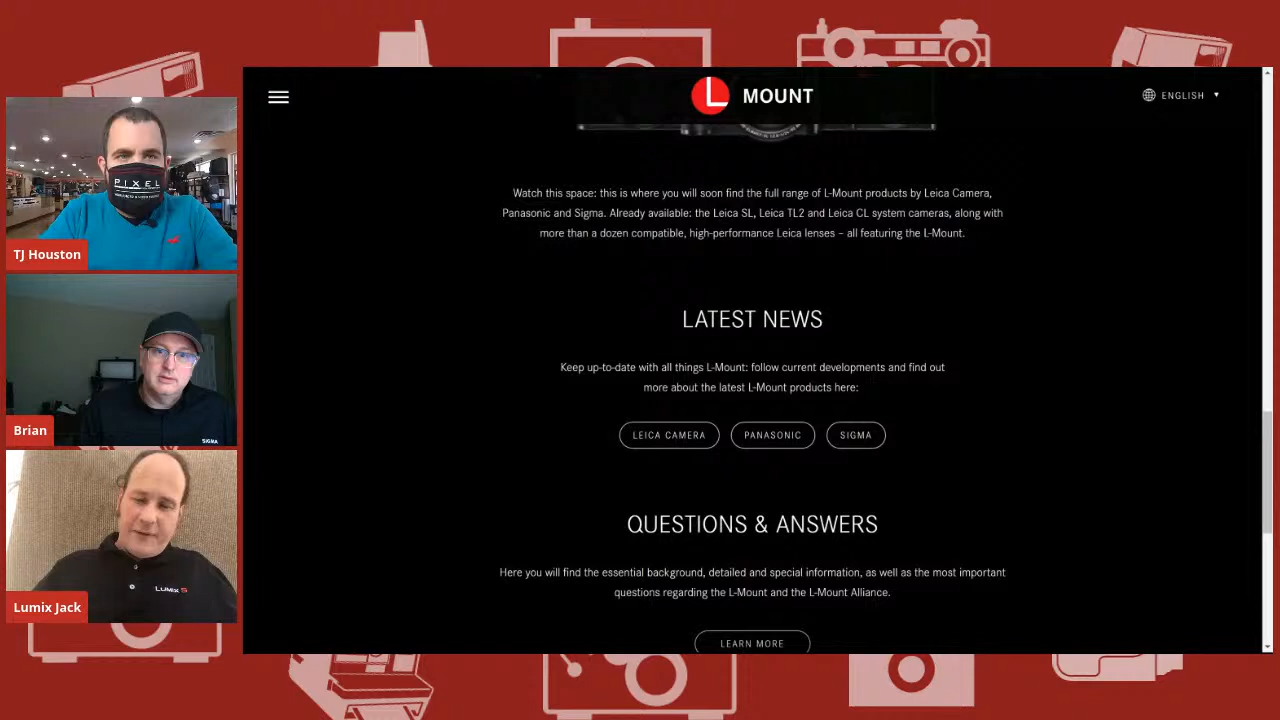 L MOUNT
ENGLISH
Watch this space: this is where you will soon find the full range of L-Mount products by Leica Camera,
Panasonic and Sigma. Already available: the Leica SL, Leica TL2 and Leica CL system cameras, along with
more than a dozen compatible, high-performance Leica lenses – all featuring the L-Mount.
LATEST NEWS
Keep up-to-date with all things L-Mount: follow current developments and find out
more about the latest L-Mount products here:
LEICA CAMERA
PANASONIC
SIGMA
QUESTIONS & ANSWERS
Here you will find the essential background, detailed and special information, as well as the most important
questions regarding the L-Mount and the L-Mount Alliance.
LEARN MORE
PIXEL
TJ Houston
SIGMA
Brian
LUMIX S
Lumix Jack